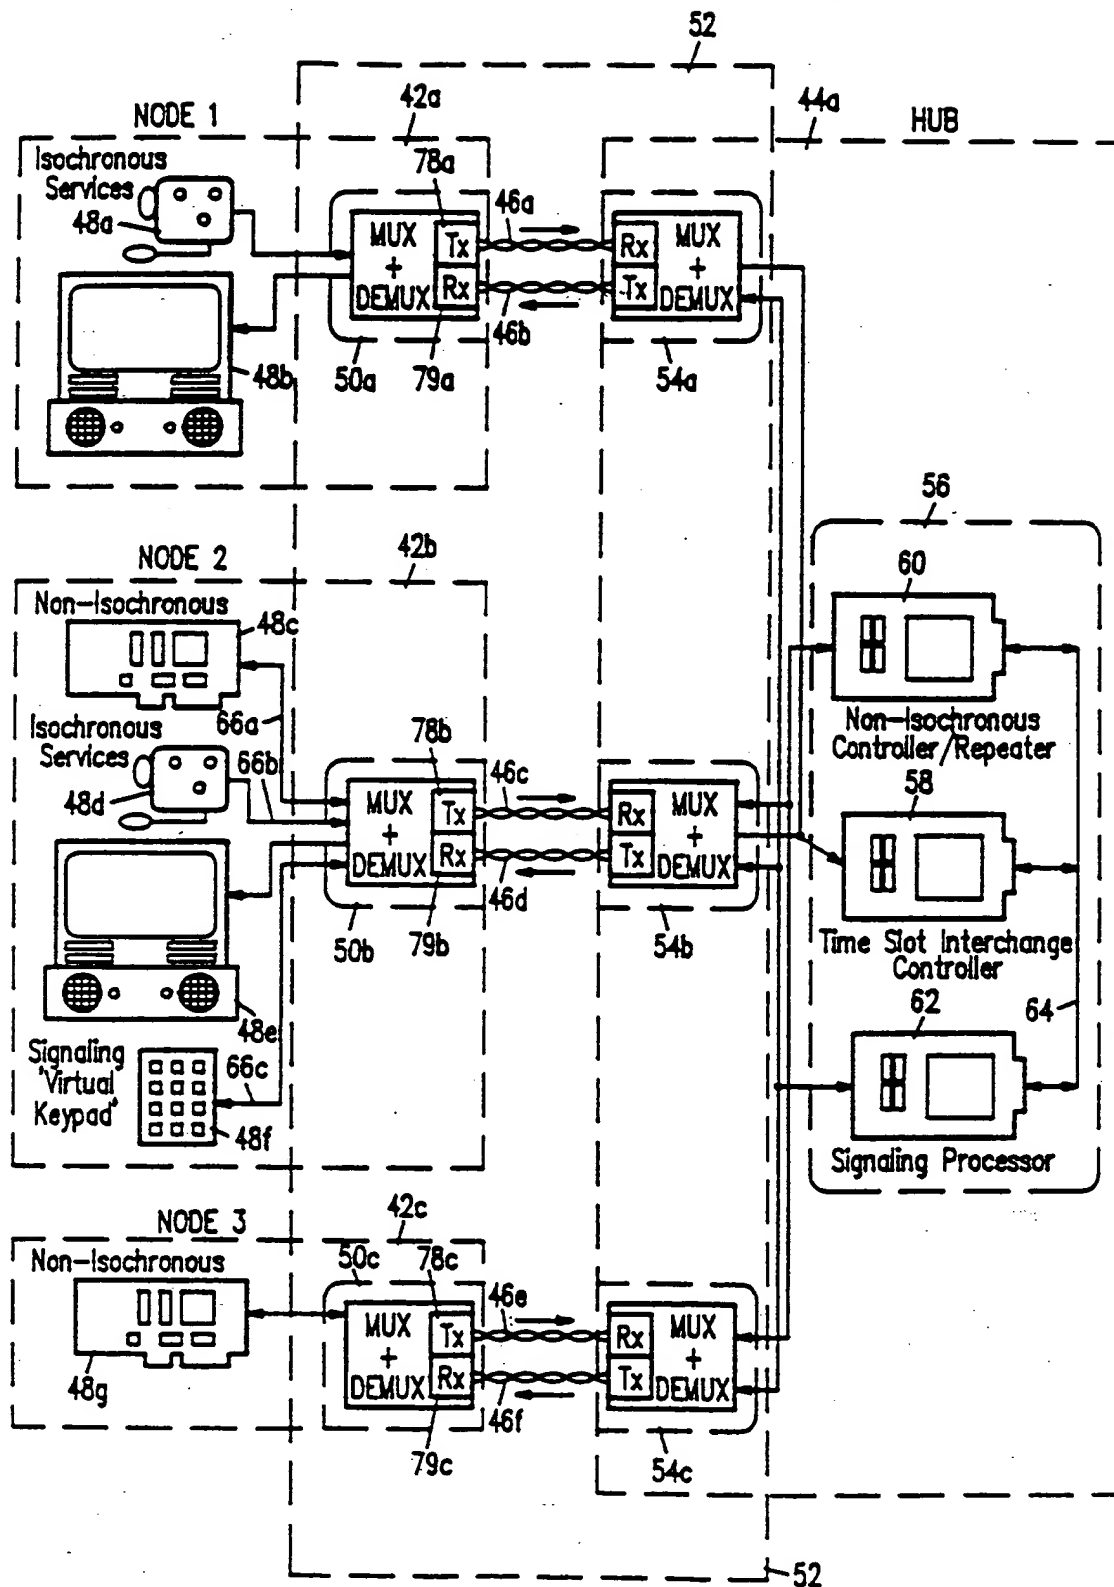 52
42a
44a
NODE 1
HUB
Isochronous
Services
48a
78a
46a
MUX
+
DEMUX
Tx
Rx
Rx
Tx
MUX
+
DEMUX
48b
50a
79a
46b
54a
56
NODE 2
42b
60
Non-Isochronous
48c
66a
Isochronous
Services
66b
48d
78b
46c
Non-Isochronous
Controller/Repeater
58
MUX
+
DEMUX
Tx
Rx
Rx
Tx
MUX
+
DEMUX
50b
79b
46d
54b
Time Slot Interchange
Controller
48e
62
64
Signaling
"Virtual
Keypad"
66c
48f
Signaling Processor
NODE 3
42c
Non-Isochronous
50c
78c
46e
MUX
+
DEMUX
Tx
Rx
Rx
Tx
MUX
+
DEMUX
48g
46f
79c
54c
52